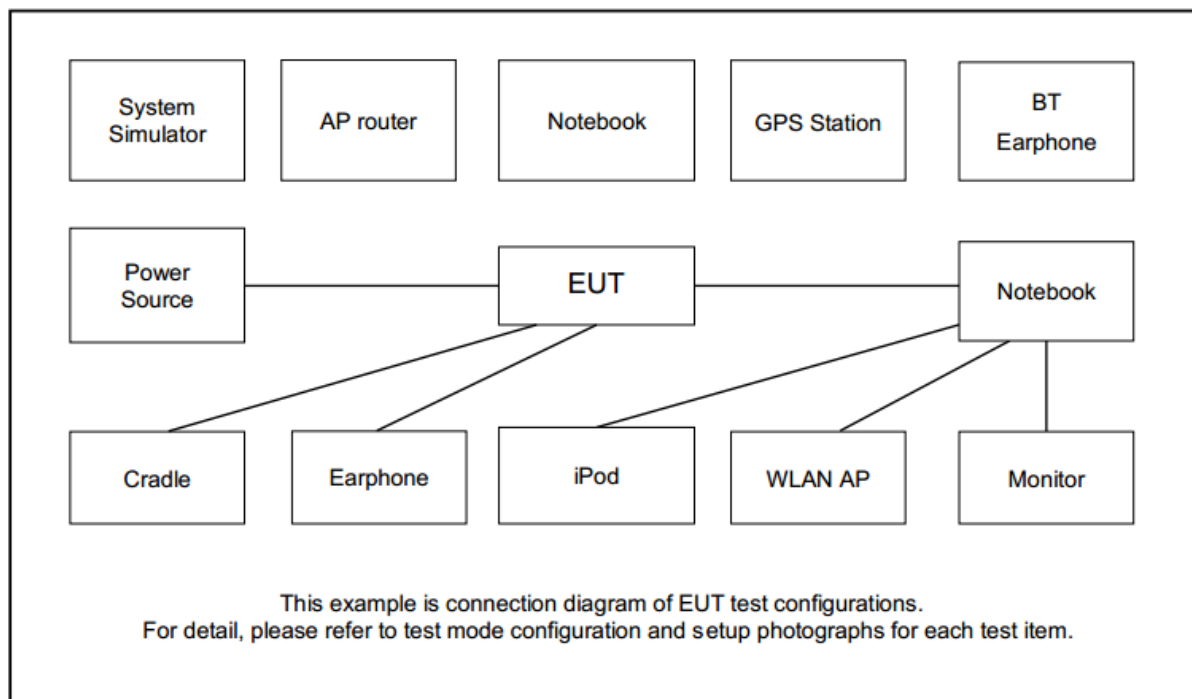 System
Simulator
AP router
Notebook
GPS Station
BT
Earphone
Power
Source
EUT
Notebook
Cradle
Earphone
iPod
WLAN AP
Monitor
This example is connection diagram of EUT test configurations.
For detail, please refer to test mode configuration and setup photographs for each test item.